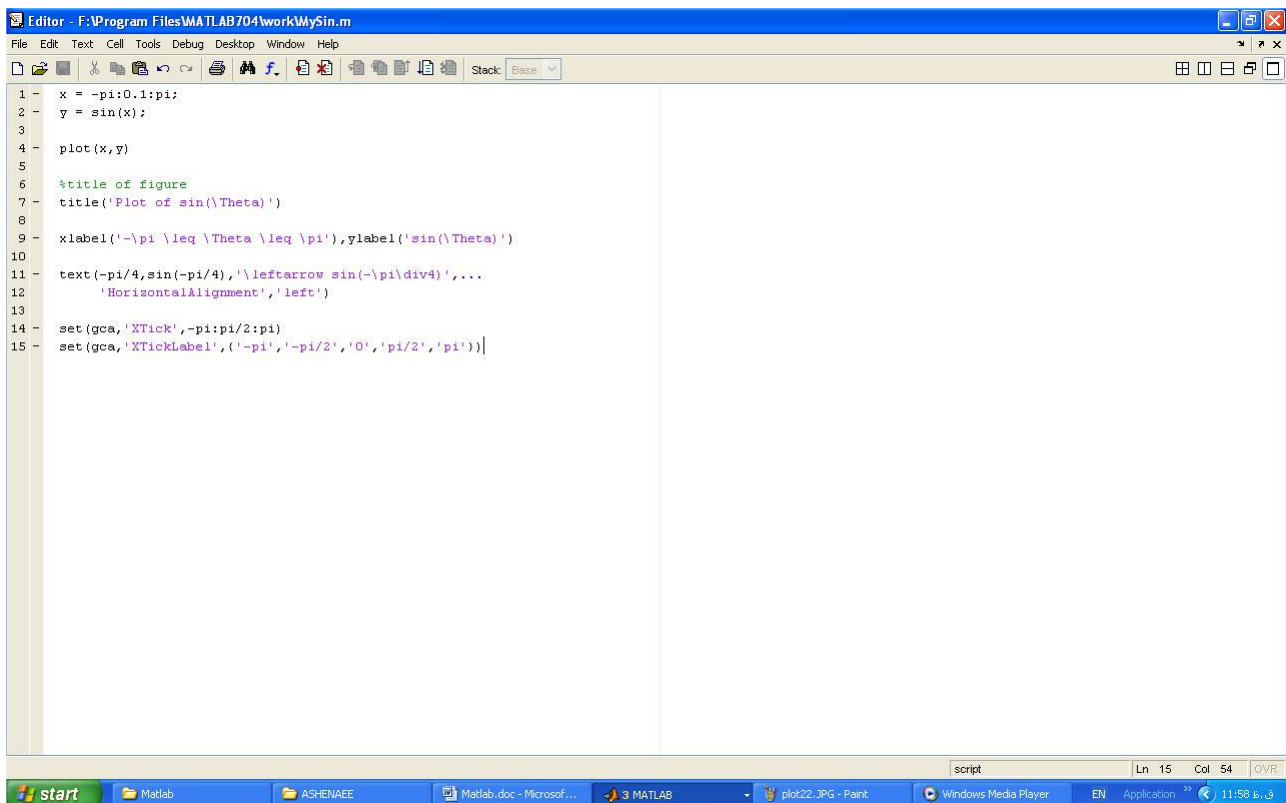 Editor - F:\Program Files\MATLAB704\work\MySin.m
File Edit Text Cell Tools Debug Desktop Window Help
Stack: Base
1 - x = -pi:0.1:pi;
2 - y = sin(x);
3
4 - plot(x,y)
5
6 %title of figure
7 - title('Plot of sin(\Theta)')
8
9 - xlabel('-\pi \leq \Theta \leq \pi'),ylabel('sin(\Theta)')
10
11 - text(-pi/4,sin(-pi/4),'\leftarrow sin(-\pi\div4)',...
12 'HorizontalAlignment','left')
13
14 - set(gca,'XTick',-pi:pi/2:pi)
15 - set(gca,'XTickLabel',{'-pi','-pi/2','0','pi/2','pi'})
script Ln 15 Col 54 OVR
start Matlab ASHENAEE Matlab.doc - Microsof... 3 MATLAB plot22.JPG - Paint Windows Media Player EN Application 11:58 ق.ظ